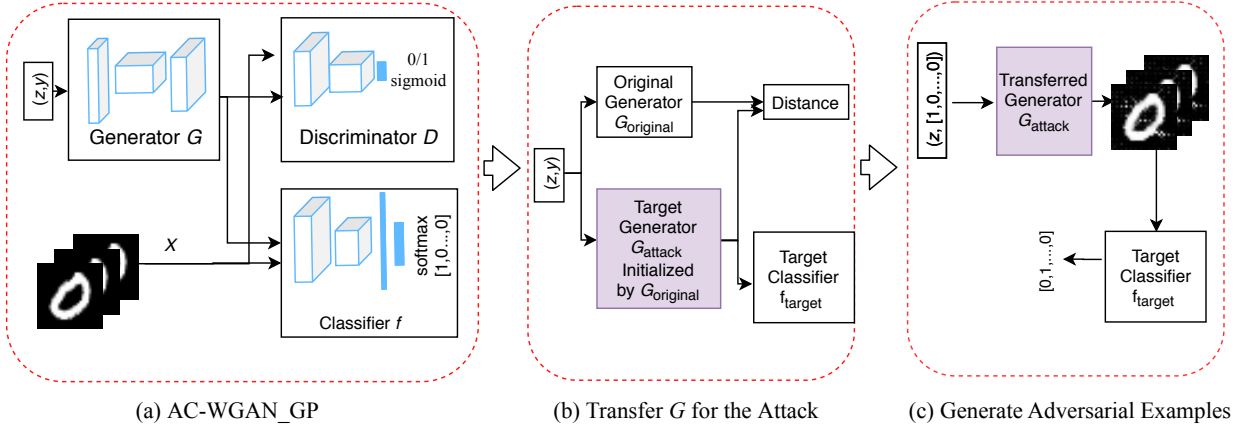 (z,y)
Generator G
0/1
sigmoid
Discriminator D
X
softmax
[1,0...,0]
Classifier f
(a) AC-WGAN_GP
(z,y)
Original
Generator
Goriginal
Distance
Target
Generator
Gattack
Initialized
by Goriginal
Target
Classifier
ftarget
(b) Transfer G for the Attack
(z, [1,0,...,0])
Transferred
Generator
Gattack
[0,1,...,0]
Target
Classifier
ftarget
(c) Generate Adversarial Examples